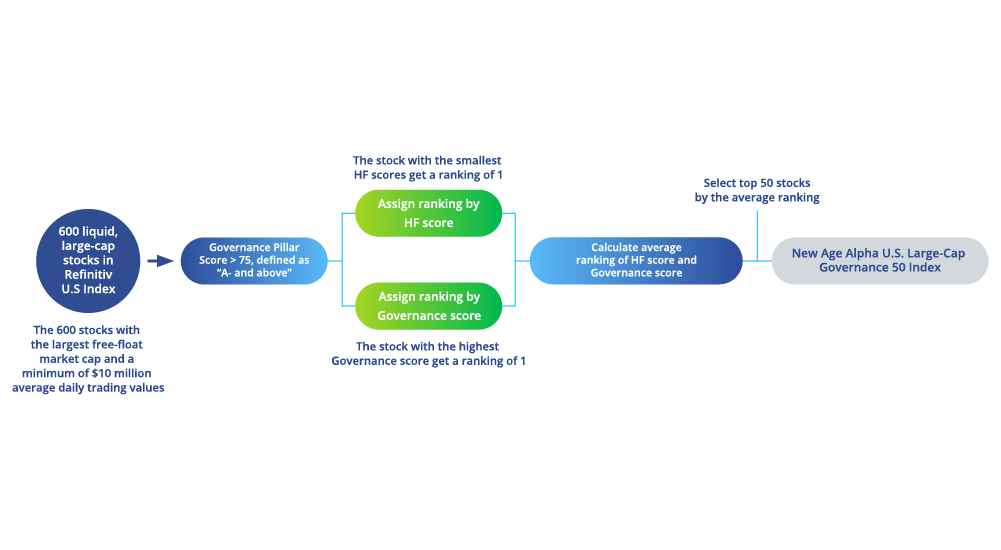 600 liquid,
large-cap
stocks in
Refinitiv
U.S Index
The 600 stocks with
the largest free-float
market cap and a
minimum of $10 million
average daily trading values
Governance Pillar
Score > 75, defined as
“A- and above”
The stock with the smallest
HF scores get a ranking of 1
Assign ranking by
HF score
Assign ranking by
Governance score
The stock with the highest
Governance score get a ranking of 1
Calculate average
ranking of HF score and
Governance score
Select top 50 stocks
by the average ranking
New Age Alpha U.S. Large-Cap
Governance 50 Index